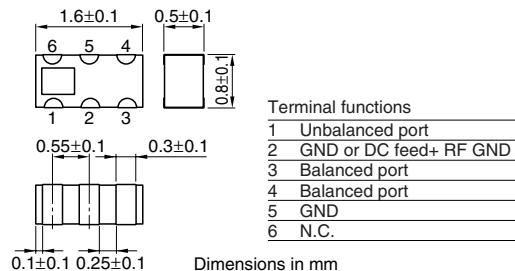 1.6±0.1
0.5±0.1
6 5 4
0.8±0.1
1 2 3
0.55±0.1
0.3±0.1
0.1±0.1
0.25±0.1
Dimensions in mm
Terminal functions
1 Unbalanced port
2 GND or DC feed+ RF GND
3 Balanced port
4 Balanced port
5 GND
6 N.C.